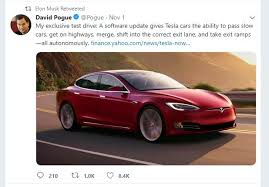 Elon Musk Retweeted
David Pogue @Pogue · Nov 1
My exclusive test drive: A software update gives Tesla cars the ability to pass slow
cars, get on highways, merge, shift into the correct exit lane, and take exit ramps
—all autonomously. finance.yahoo.com/news/tesla-now...
210 1.0K 8.4K